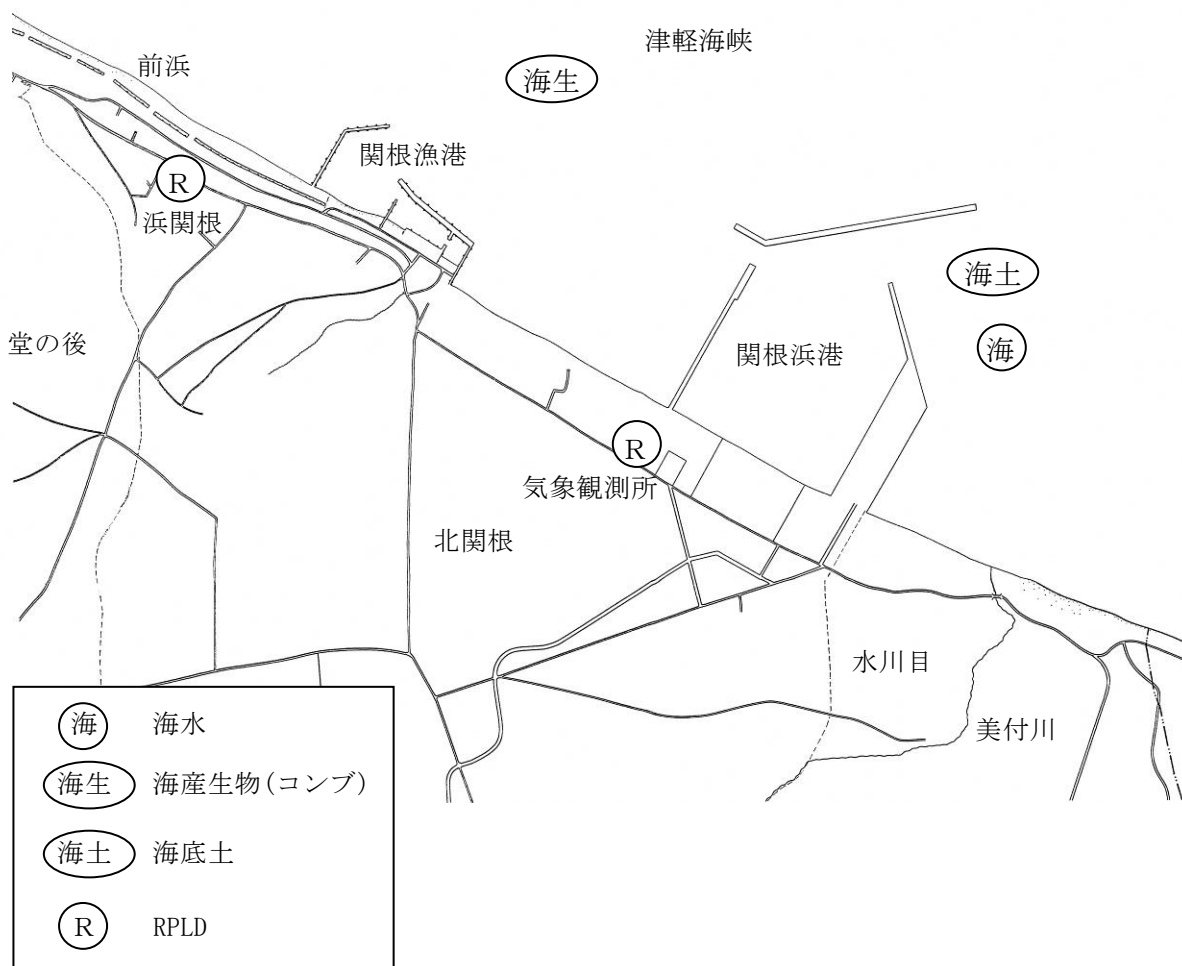 津軽海峡
前浜
海生
関根漁港
R
浜関根
海土
堂の後
関根浜港
海
R
気象観測所
北関根
水川目
美付川
海 海水
海生 海産生物(コンブ)
海土 海底土
R RPLD